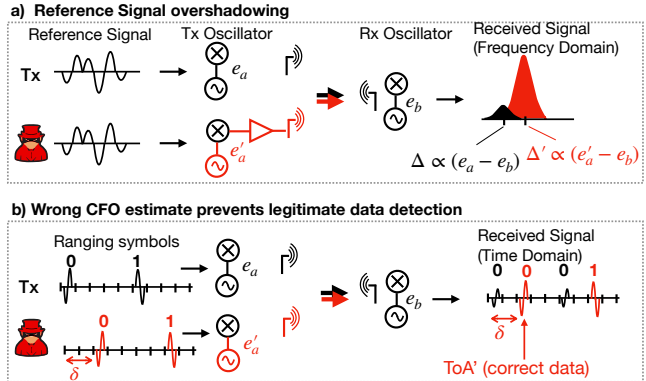 a) Reference Signal overshadowing
Reference Signal
Tx Oscillator
Rx Oscillator
Received Signal
(Frequency Domain)
Tx
e_a
e_b
e'_a
Δ ∝ (e_a − e_b)
Δ′ ∝ (e'_a − e_b)
b) Wrong CFO estimate prevents legitimate data detection
Ranging symbols
Received Signal
(Time Domain)
0 1
Tx
e_a
e_b
0 0 0 1
0 1
e'_a
δ
δ
ToA' (correct data)